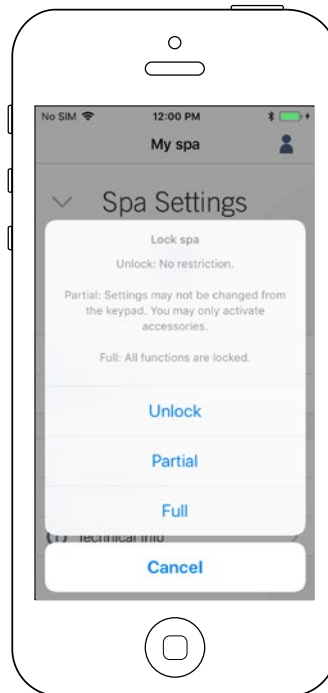 No SIM 12:00 PM
My spa
Spa Settings
Lock spa
Unlock: No restriction.
Partial: Settings may not be changed from
the keypad. You may only activate
accessories.
Full: All functions are locked.
Unlock
Partial
Full
Technical info
Cancel